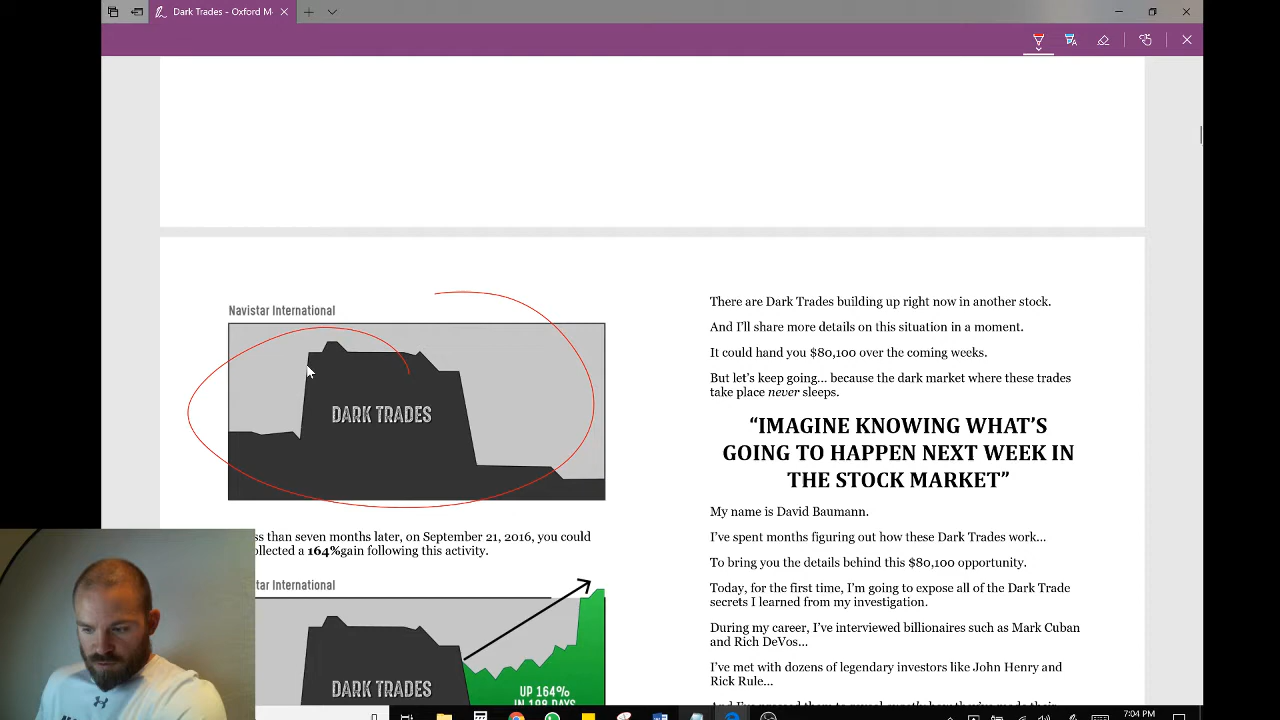 Dark Trades - Oxford M
Navistar International
DARK TRADES
ss than seven months later, on September 21, 2016, you could
ollected a 164%gain following this activity.
star International
DARK TRADES
UP 164%
IN 198 DAYS
There are Dark Trades building up right now in another stock.
And I'll share more details on this situation in a moment.
It could hand you $80,100 over the coming weeks.
But let's keep going... because the dark market where these trades
take place never sleeps.
"IMAGINE KNOWING WHAT'S
GOING TO HAPPEN NEXT WEEK IN
THE STOCK MARKET"
My name is David Baumann.
I've spent months figuring out how these Dark Trades work...
To bring you the details behind this $80,100 opportunity.
Today, for the first time, I'm going to expose all of the Dark Trade
secrets I learned from my investigation.
During my career, I've interviewed billionaires such as Mark Cuban
and Rich DeVos...
I've met with dozens of legendary investors like John Henry and
Rick Rule...
7:04 PM